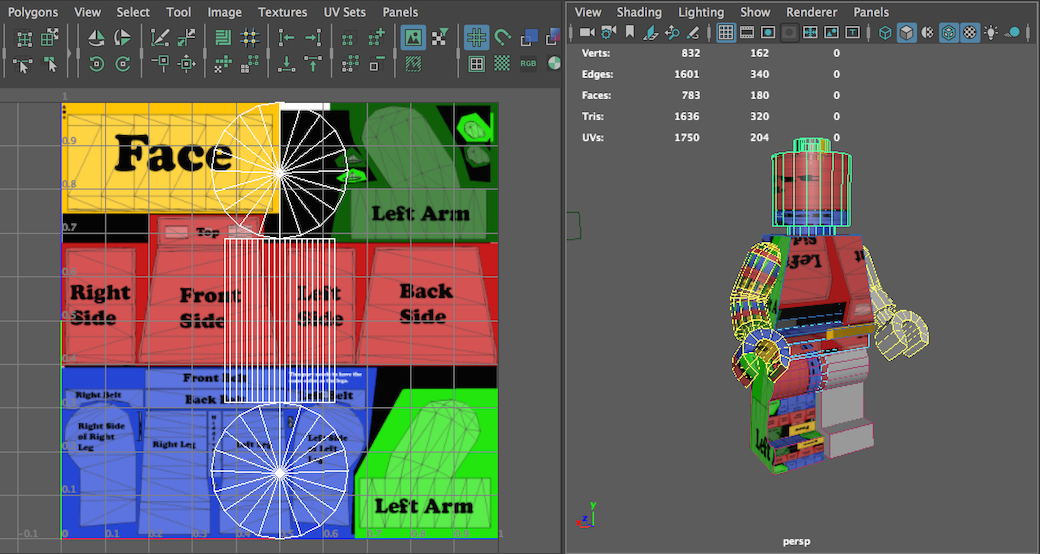 Polygons View Select Tool Image Textures UV Sets Panels
RGB
1
0.9
0.8
0.7
0.6
0.5
0.4
0.3
0.1
-0.1 0 0.1 0.2 0.3 0.4 0.5 0.6 0.7 0.8 0.9 1
Face
Left Arm
Top
Right
Side
Front
Side
Left
Side
Back
Side
Front Belt
Back
Right Belt
Belt
Right Side
of Right
Leg
Right Leg
Left Leg
Left Side
of Left
Leg
Left Arm
View Shading Lighting Show Renderer Panels
Verts: 832 162 0
Edges: 1601 340 0
Faces: 783 180 0
Tris: 1636 320 0
UVs: 1750 204 0
Left
Sid
Left
y
z
persp